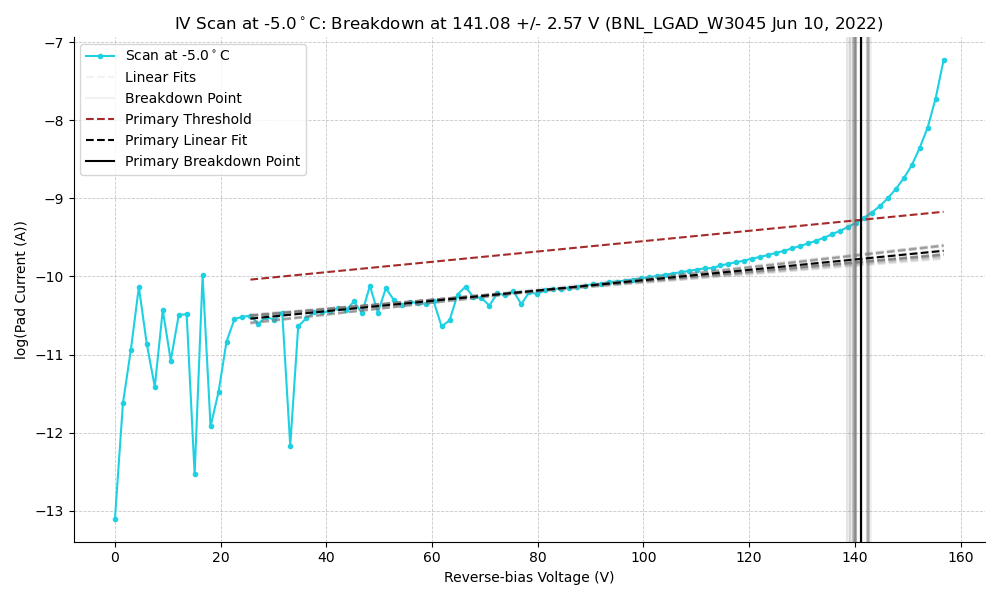 IV Scan at -5.0°C: Breakdown at 141.08 +/- 2.57 V (BNL_LGAD_W3045 Jun 10, 2022)
log(Pad Current (A))
−7
−8
−9
−10
−11
−12
−13
Scan at -5.0°C
Linear Fits
Breakdown Point
Primary Threshold
Primary Linear Fit
Primary Breakdown Point
0 20 40 60 80 100 120 140 160
Reverse-bias Voltage (V)